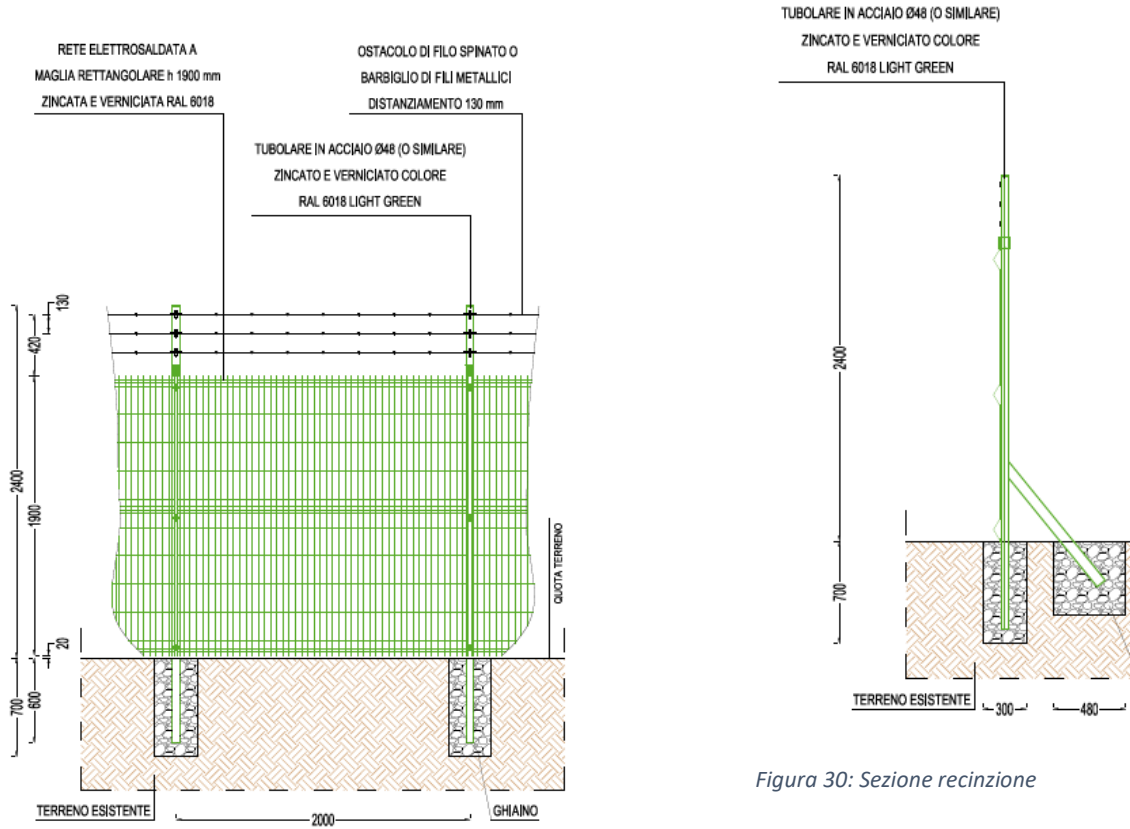 RETE ELETTROSALDATA A
MAGLIA RETTANGOLARE h 1900 mm
ZINCATA E VERNICIATA RAL 6018
OSTACOLO DI FILO SPINATO O
BARBIGLIO DI FILI METALLICI
DISTANZIAMENTO 130 mm
TUBOLARE IN ACCIAIO Ø48 (O SIMILARE)
ZINCATO E VERNICIATO COLORE
RAL 6018 LIGHT GREEN
130
420
2400
1900
20
700
600
QUOTA TERRENO
TERRENO ESISTENTE
2000
GHIAINO
TUBOLARE IN ACCIAIO Ø48 (O SIMILARE)
ZINCATO E VERNICIATO COLORE
RAL 6018 LIGHT GREEN
2400
700
TERRENO ESISTENTE
300
480
Figura 30: Sezione recinzione